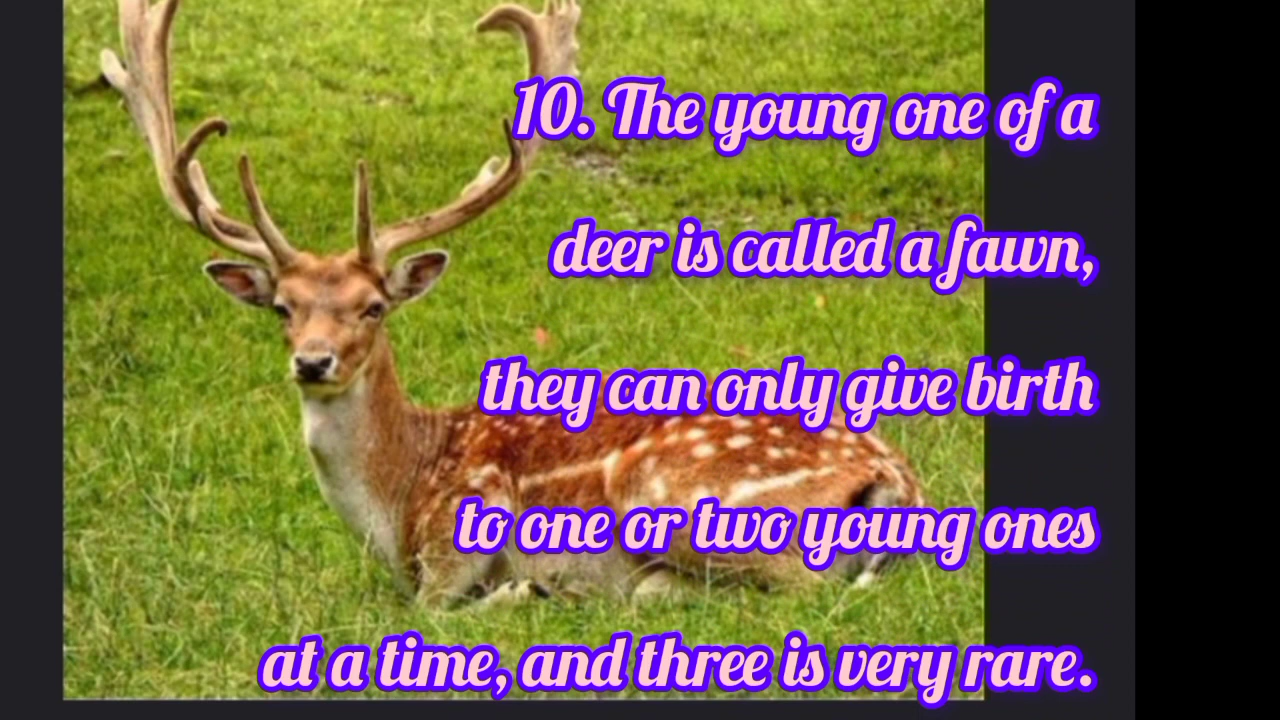 10. The young one of a
deer is called a fawn,
they can only give birth
to one or two young ones
at a time, and three is very rare.